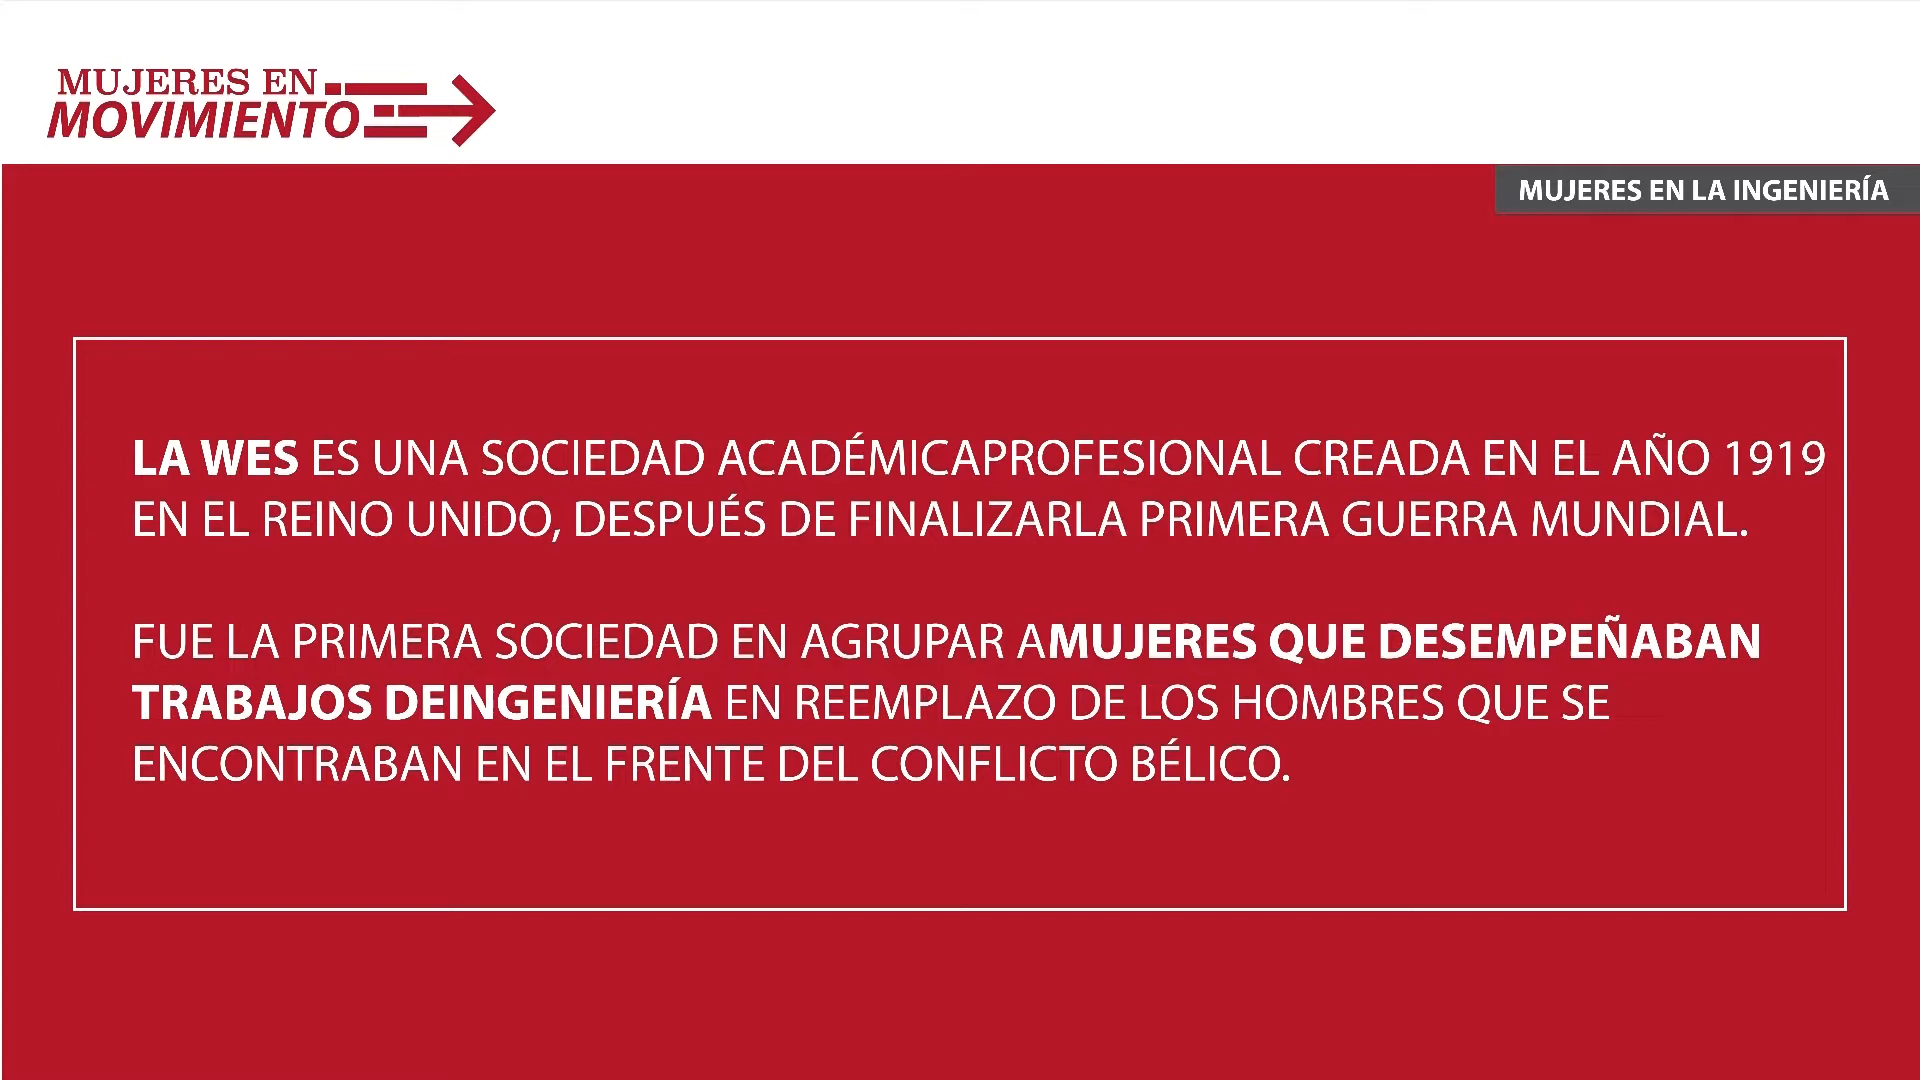 MUJERES EN
MOVIMIENTO
MUJERES EN LA INGENIERÍA
LA WES ES UNA SOCIEDAD ACADÉMICAPROFESIONAL CREADA EN EL AÑO 1919
EN EL REINO UNIDO, DESPUÉS DE FINALIZARLA PRIMERA GUERRA MUNDIAL.
FUE LA PRIMERA SOCIEDAD EN AGRUPAR AMUJERES QUE DESEMPEÑABAN
TRABAJOS DEINGENIERÍA EN REEMPLAZO DE LOS HOMBRES QUE SE
ENCONTRABAN EN EL FRENTE DEL CONFLICTO BÉLICO.